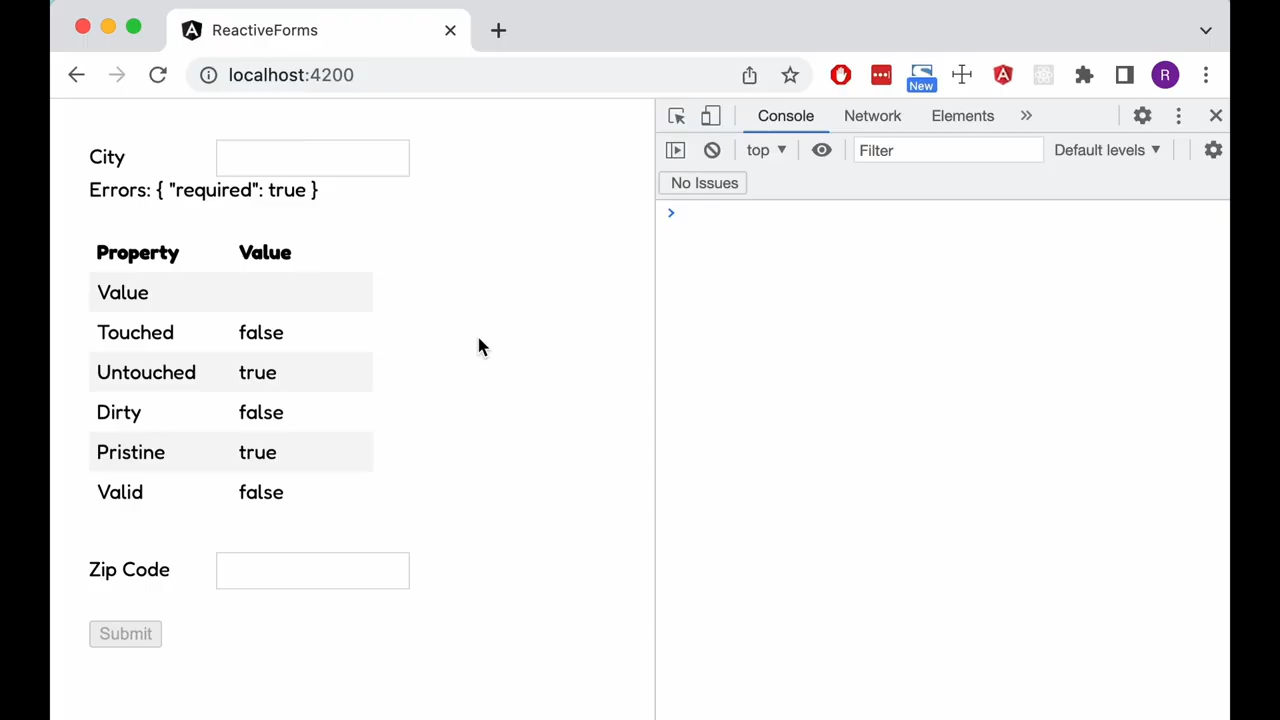 ReactiveForms
localhost:4200
New
R
Console Network Elements
top Filter Default levels
No Issues
City
Errors: { "required": true }
Property Value
Value
Touched false
Untouched true
Dirty false
Pristine true
Valid false
Zip Code
Submit